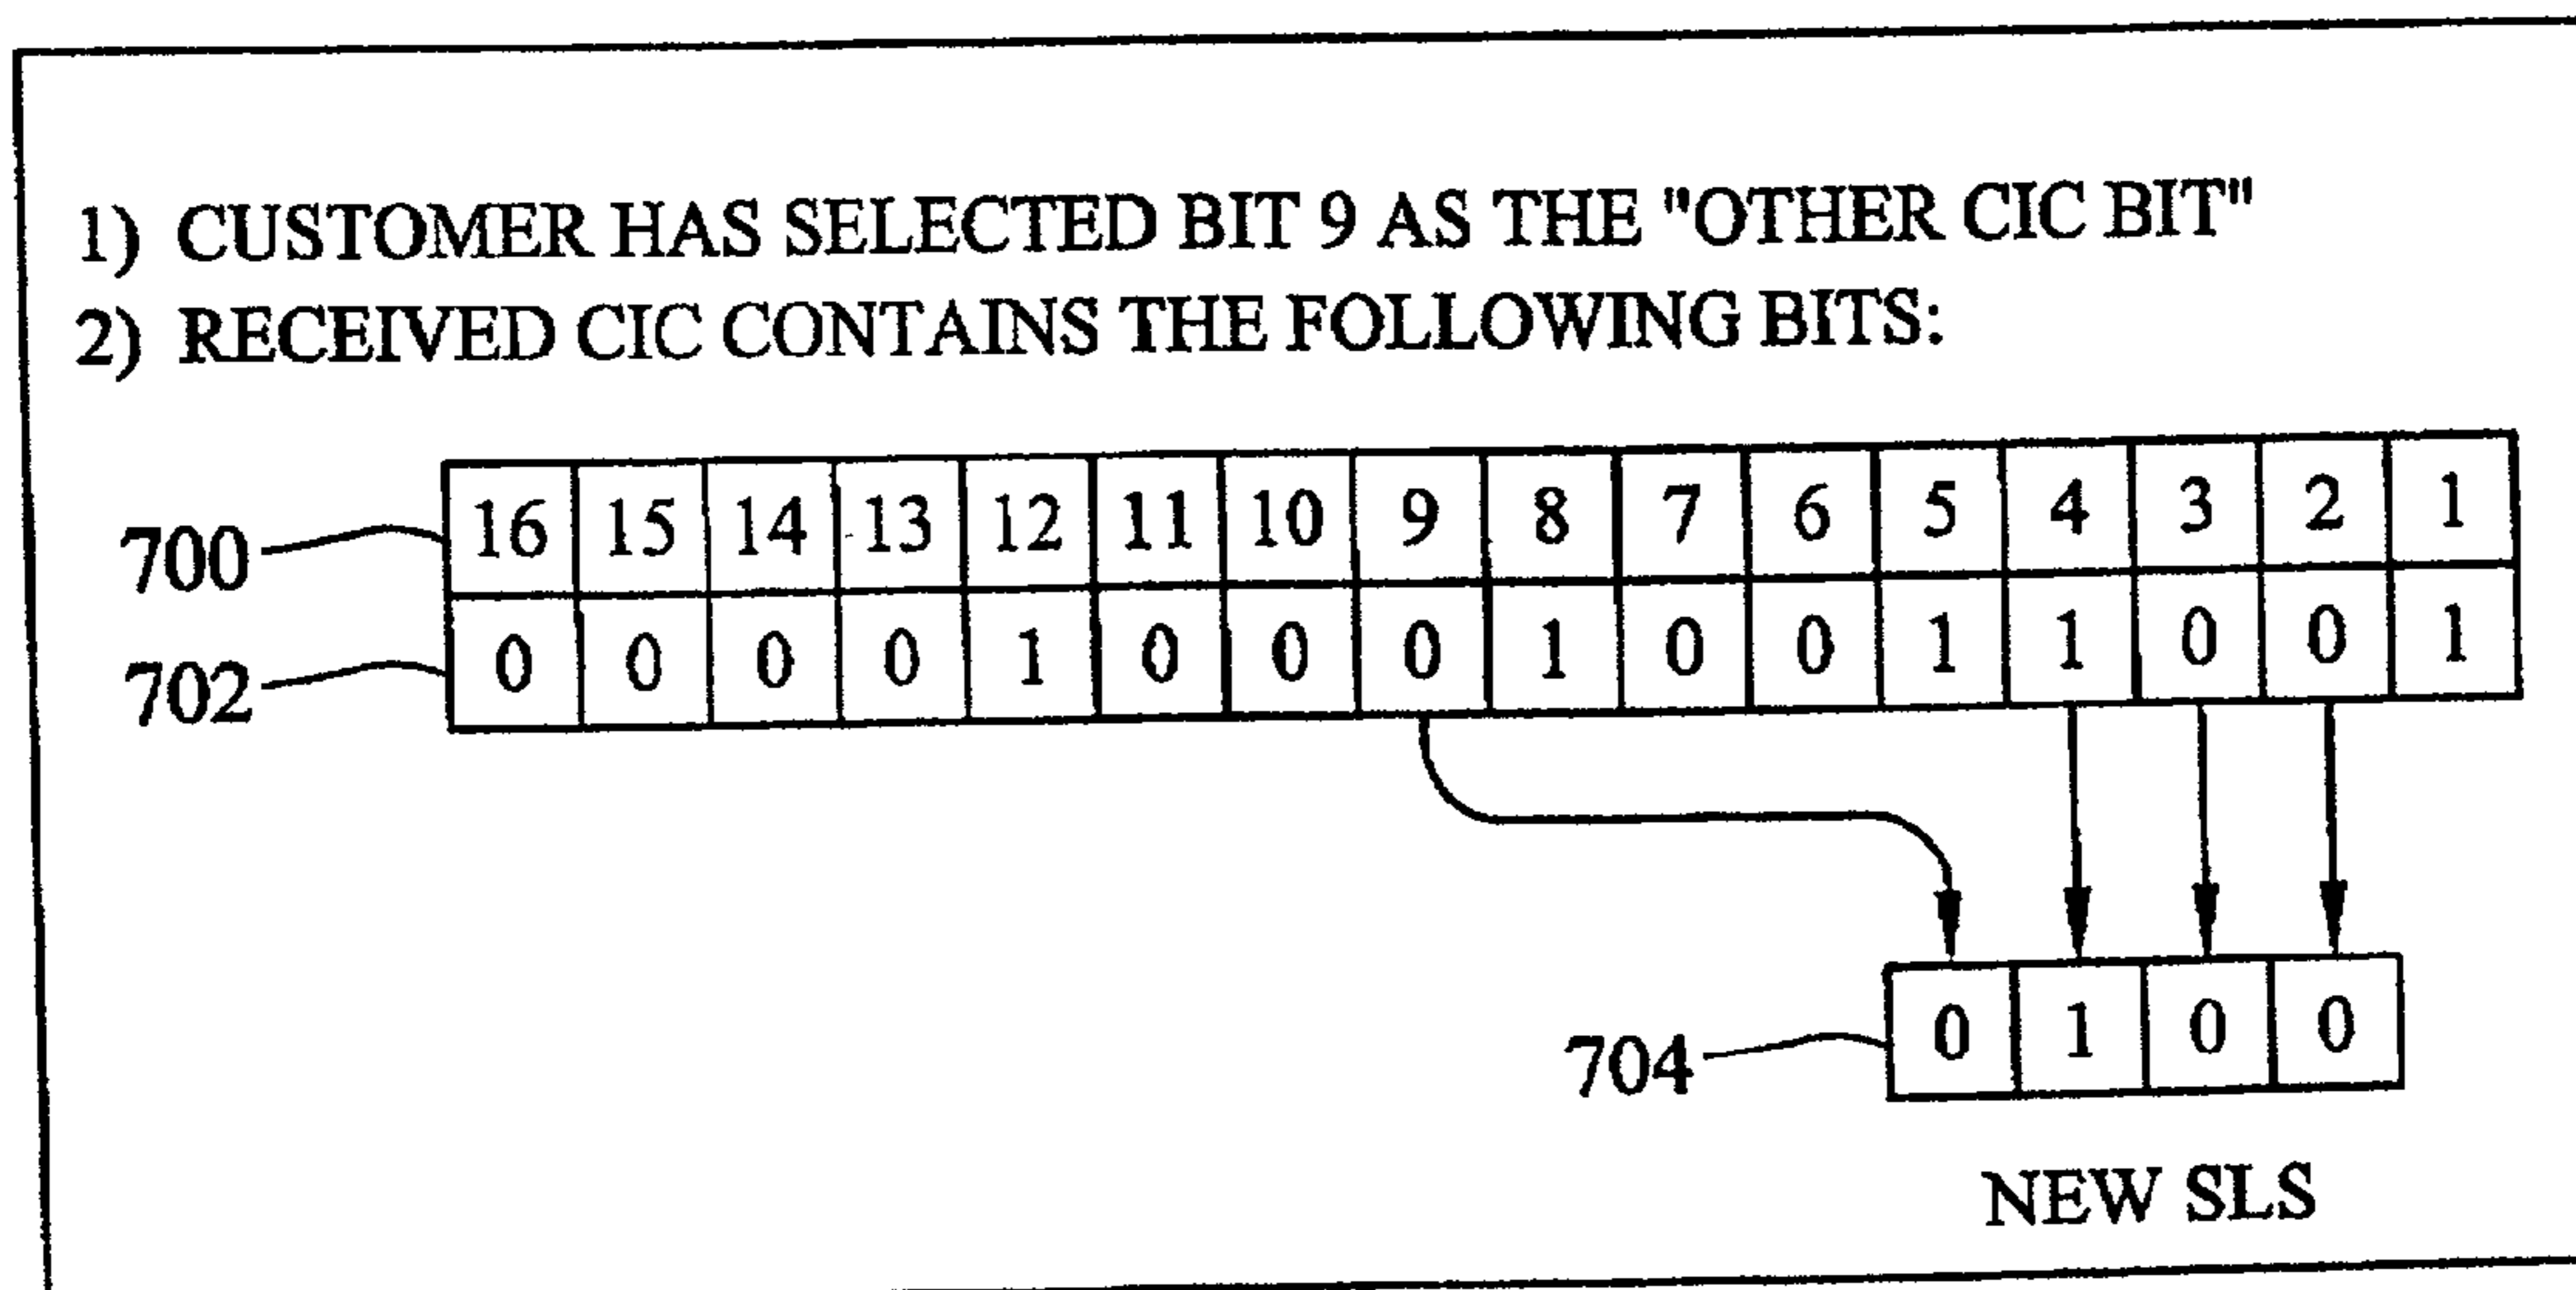 1) CUSTOMER HAS SELECTED BIT 9 AS THE "OTHER CIC BIT"
2) RECEIVED CIC CONTAINS THE FOLLOWING BITS:
700 16 15 14 13 12 11 10 9 8 7 6 5 4 3 2 1
702 0 0 0 0 1 0 0 0 1 0 0 1 1 0 0 1
704 0 1 0 0
NEW SLS